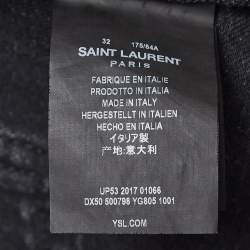 32 175/84A
SAINT LAURENT
PARIS
FABRIQUE EN ITALIE
PRODOTTO IN ITALIA
MADE IN ITALY
HERGESTELLT IN ITALIEN
HECHO EN ITALIA
イタリア製
产地:意大利
UP53 2017 01066
DX50 500798 YG805 1001
YSL.COM